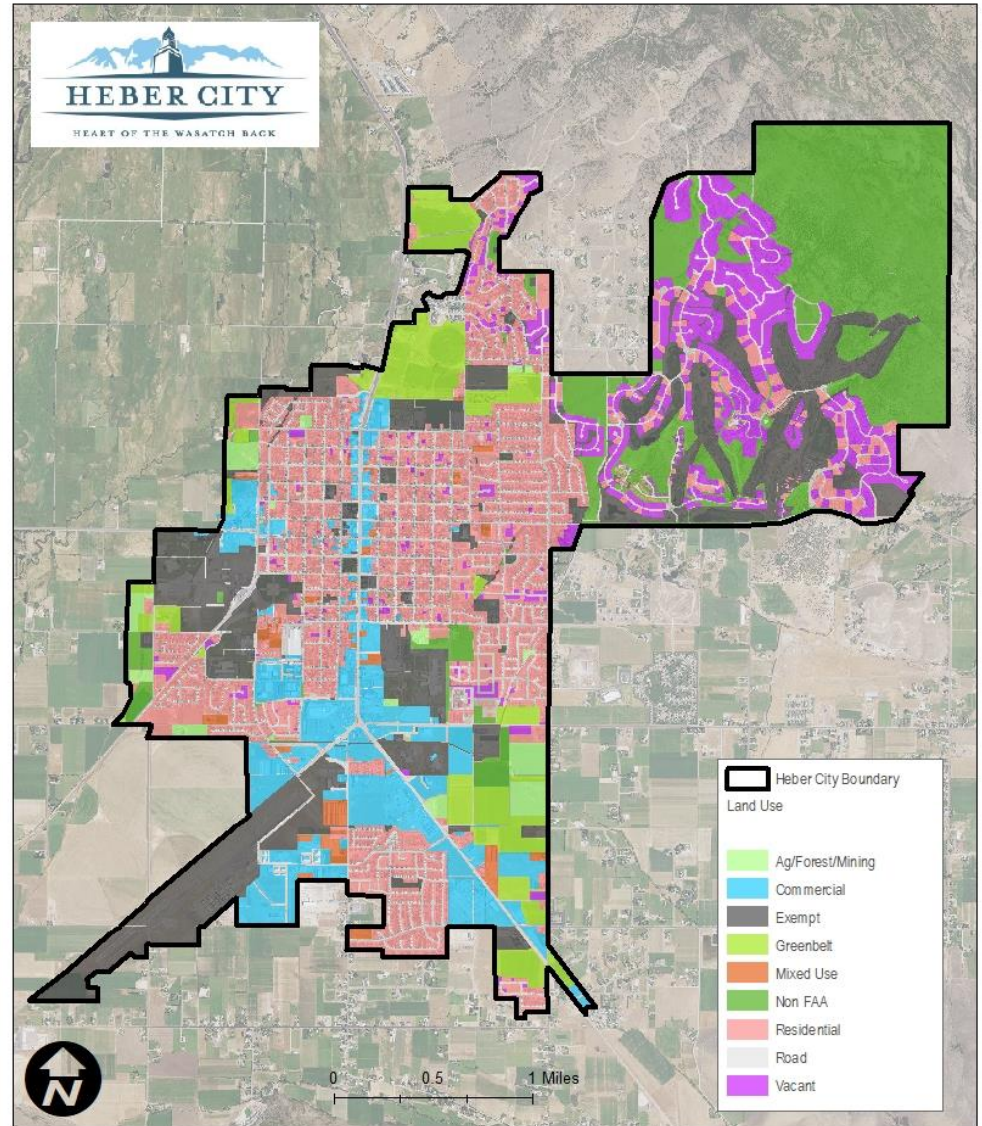 HEBER CITY
HEART OF THE WASATCH BACK
Heber City Boundary
Land Use
Ag/Forest/Mining
Commercial
Exempt
Greenbelt
Mixed Use
Non FAA
Residential
Road
Vacant
N
0 0.5 1 Miles